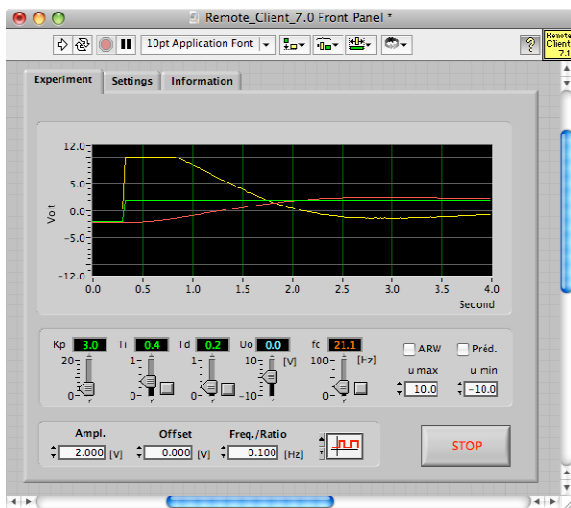 Remote_Client_7.0 Front Panel *
10pt Application Font
?
Remote
Client
7.1
Experiment Settings Information
12.0
5.0
0.0
-5.0
-12.0
Volt
0.0 0.5 1.0 1.5 2.0 2.5 3.0 3.5 4.0
Second
Kp 3.0 Ti 0.4 Td 0.2 Uo 0.0 fc 21.1
20 1 1 10 [V] 100 [Hz]
0 0 0 -10 0
ARW Préd.
u max u min
10.0 -10.0
Ampl. Offset Freq./Ratio
2.000 [V] 0.000 [V] 0.100 [Hz]
STOP